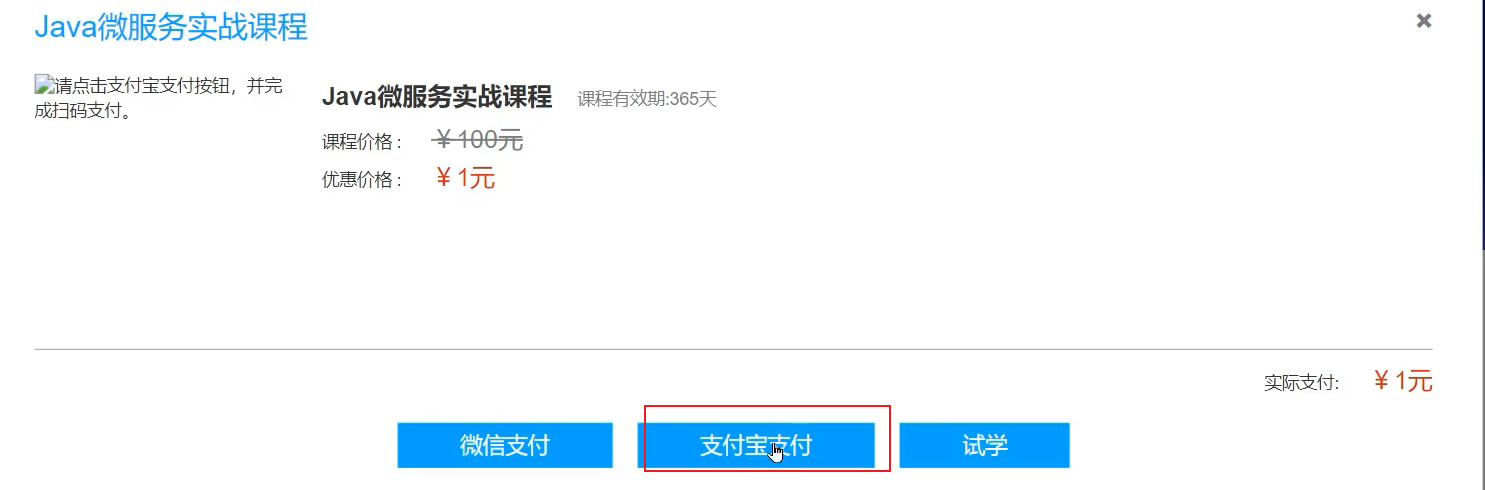 Java微服务实战课程
请点击支付宝支付按钮，并完
成扫码支付。
Java微服务实战课程 课程有效期:365天
课程价格 : ￥100元
优惠价格 : ￥1元
实际支付: ￥1元
微信支付 支付宝支付 试学